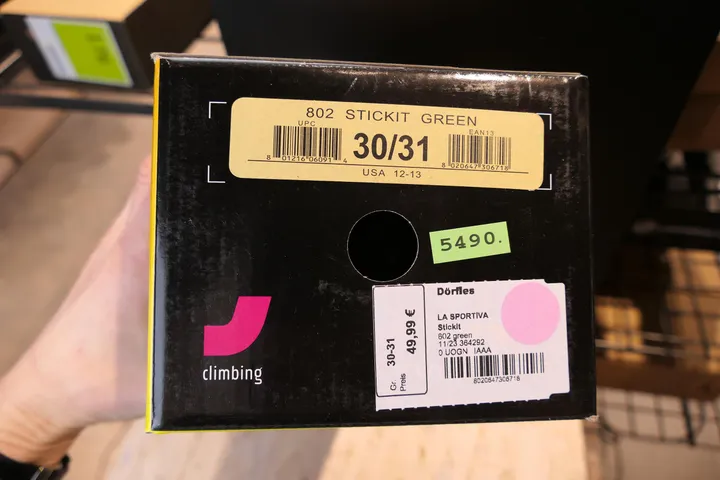 802 STICKIT GREEN
UPC
EAN13
30/31
8 01216 06091 4
8 020647 306718
USA 12-13
5490.
climbing
Gr. 30-31
Preis 49,99 €
Dörfles
LA SPORTIVA
Stickit
802 green
11/23 364292
0 UOGN IAAA
8020647306718